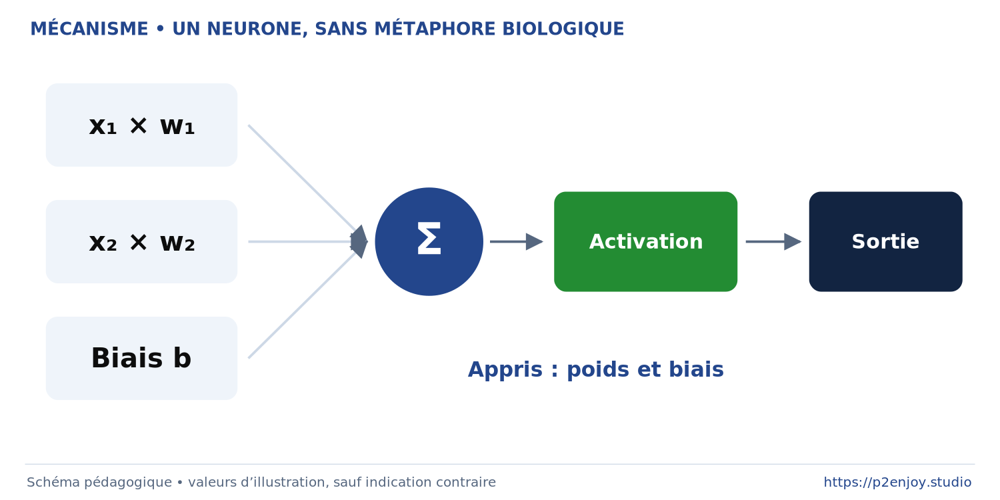 MÉCANISME • UN NEURONE, SANS MÉTAPHORE BIOLOGIQUE
x₁ × w₁
x₂ × w₂
Biais b
Σ
Activation
Sortie
Appris : poids et biais
Schéma pédagogique • valeurs d’illustration, sauf indication contraire
https://p2enjoy.studio